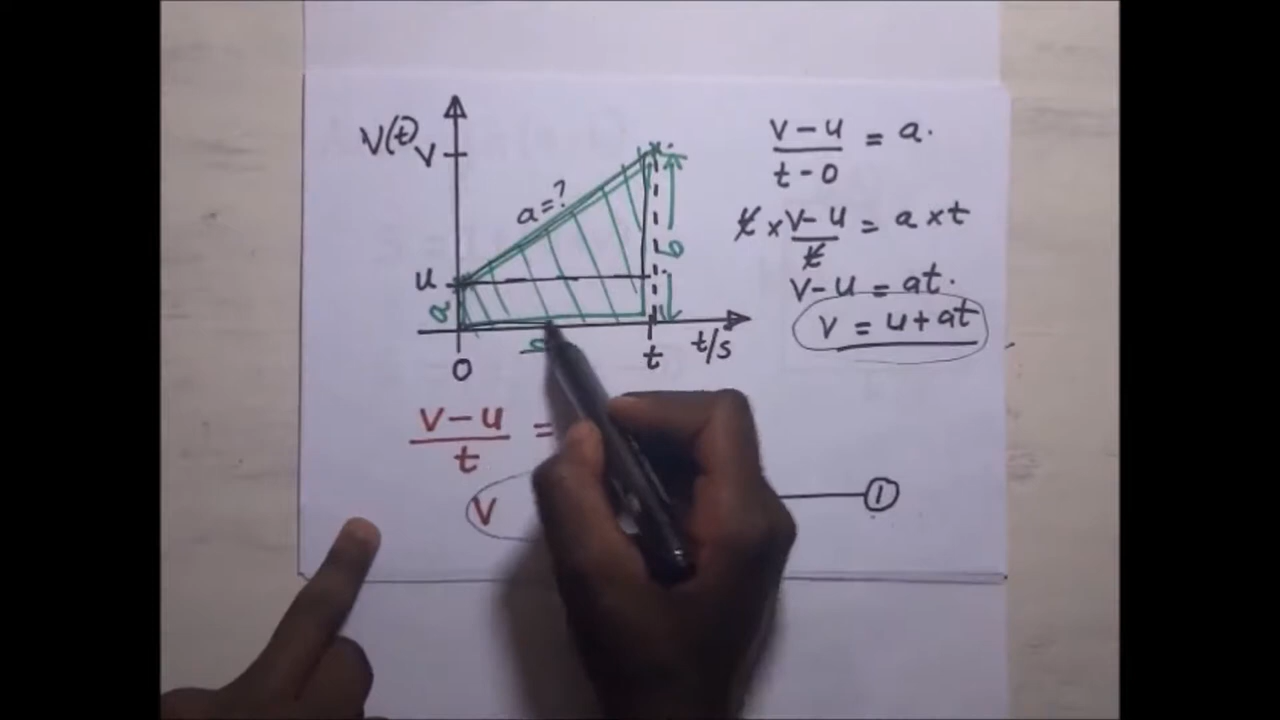 V(t)
V
a=?
u
a
b
h
0
t
t/s
V-u/t-0 = a.
t x V-u/t = a x t
V-u = at.
V = u+at
V-u/t =
V
1